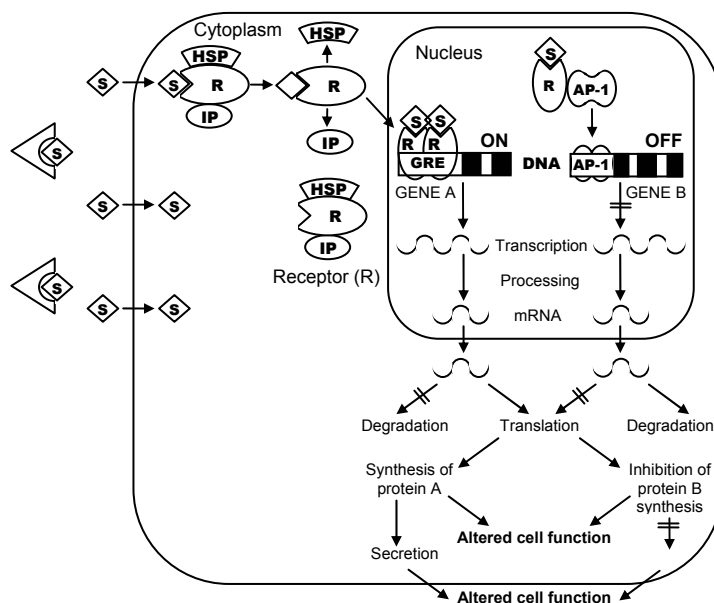 Cytoplasm
HSP
Nucleus
S
HSP
S
S
R
R
R
AP-1
IP
S
S
S
IP
R
R
ON
OFF
GRE
DNA
AP-1
GENE A
GENE B
HSP
S
S
R
IP
Transcription
Receptor (R)
Processing
S
S
S
mRNA
Degradation
Translation
Degradation
Synthesis of
protein A
Inhibition of
protein B
synthesis
Altered cell function
Secretion
Altered cell function